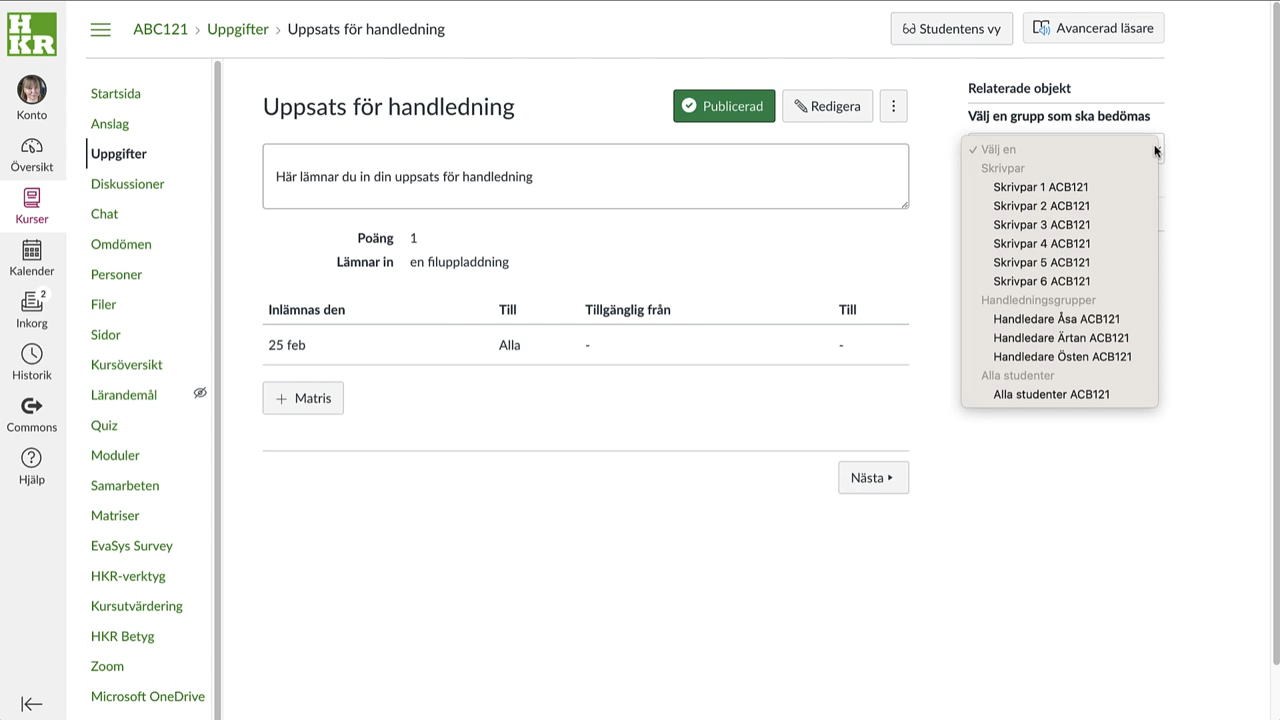 HKR
ABC121 › Uppgifter › Uppsats för handledning
Studentens vy
Avancerad läsare
Konto
Översikt
Kurser
Kalender
2
Inkorg
Historik
Commons
Hjälp
Startsida
Anslag
Uppgifter
Diskussioner
Chat
Omdömen
Personer
Filer
Sidor
Kursöversikt
Lärandemål
Quiz
Moduler
Samarbeten
Matriser
EvaSys Survey
HKR-verktyg
Kursutvärdering
HKR Betyg
Zoom
Microsoft OneDrive
Uppsats för handledning
Publicerad
Redigera
Här lämnar du in din uppsats för handledning
Poäng 1
Lämnar in en filuppladdning
Inlämnas den Till Tillgänglig från Till
25 feb Alla - -
+ Matris
Nästa
Relaterade objekt
Välj en grupp som ska bedömas
✓ Välj en
Skrivpar
Skrivpar 1 ACB121
Skrivpar 2 ACB121
Skrivpar 3 ACB121
Skrivpar 4 ACB121
Skrivpar 5 ACB121
Skrivpar 6 ACB121
Handledningsgrupper
Handledare Åsa ACB121
Handledare Ärtan ACB121
Handledare Östen ACB121
Alla studenter
Alla studenter ACB121